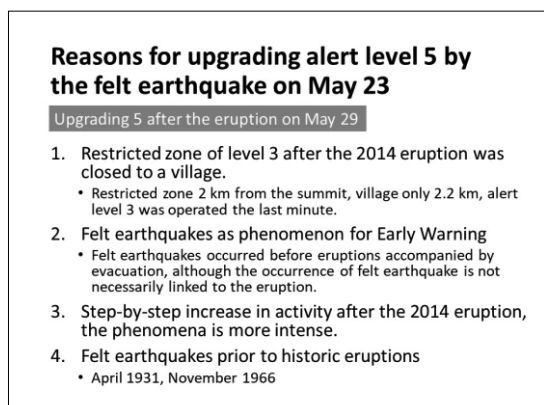 Reasons for upgrading alert level 5 by
the felt earthquake on May 23
Upgrading 5 after the eruption on May 29
1. Restricted zone of level 3 after the 2014 eruption was
closed to a village.
• Restricted zone 2 km from the summit, village only 2.2 km, alert
level 3 was operated the last minute.
2. Felt earthquakes as phenomenon for Early Warning
• Felt earthquakes occurred before eruptions accompanied by
evacuation, although the occurrence of felt earthquake is not
necessarily linked to the eruption.
3. Step-by-step increase in activity after the 2014 eruption,
the phenomena is more intense.
4. Felt earthquakes prior to historic eruptions
• April 1931, November 1966